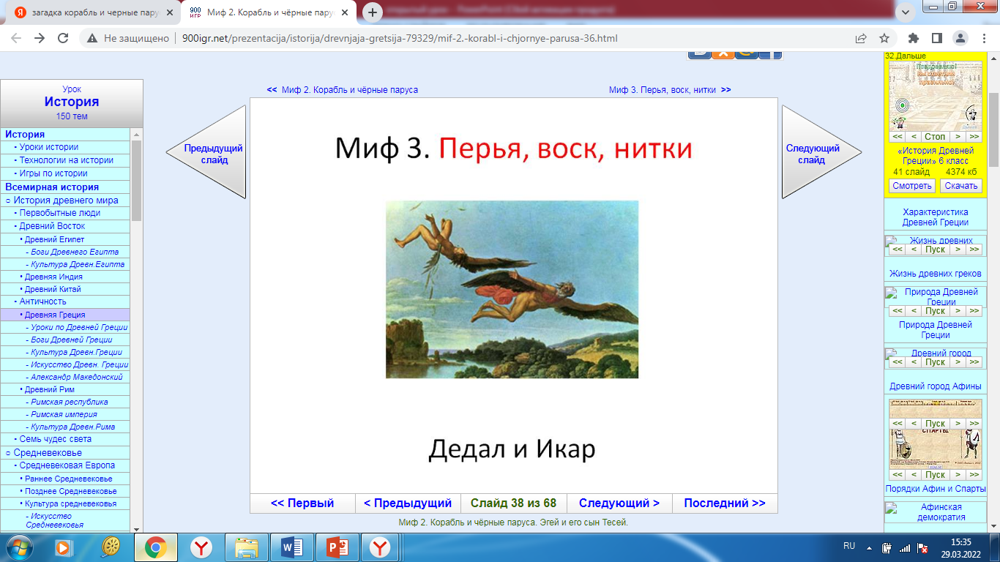 загадка корабль и черные пару
900 игр
Миф 2. Корабль и чёрные пару
Не защищено
900igr.net/prezentacija/istorija/drevnjaja-gretsija-79329/mif-2.-korabl-i-chjornye-parusa-36.html
Урок
История
150 тем
История
• Уроки истории
• Технологии на истории
• Игры по истории
Всемирная история
○ История древнего мира
• Первобытные люди
• Древний Восток
• Древний Египет
- Боги Древнего Египта
- Культура Древн.Египта
• Древняя Индия
• Древний Китай
• Античность
• Древняя Греция
- Уроки по Древней Греции
- Боги Древней Греции
- Культура Древн.Греции
- Искусство Древн. Греции
- Александр Македонский
• Древний Рим
- Римская республика
- Римская империя
- Культура Древн.Рима
• Семь чудес света
○ Средневековье
• Средневековая Европа
• Раннее Средневековье
• Позднее Средневековье
• Культура средневековья
- Искусство
Средневековья
<< Миф 2. Корабль и чёрные паруса
Миф 3. Перья, воск, нитки >>
Предыдущий
слайд
Следующий
слайд
Миф 3. Перья, воск, нитки
Дедал и Икар
<< Первый
< Предыдущий
Слайд 38 из 68
Следующий >
Последний >>
Миф 2. Корабль и чёрные паруса. Эгей и его сын Тесей.
32.Дальше
<< < Стоп > >>
«История Древней
Греции» 6 класс
41 слайд 4374 кб
Смотреть Скачать
Характеристика
Древней Греции
Жизнь древних
<< < Пуск > >>
Жизнь древних греков
Природа Древней
Греции
<< < Пуск > >>
Природа Древней
Греции
Древний город
<< < Пуск > >>
Древний город Афины
<< < Пуск > >>
СПАРТЫ
<< < Пуск > >>
Порядки Афин и Спарты
Афинская
демократия
RU
15:35
29.03.2022